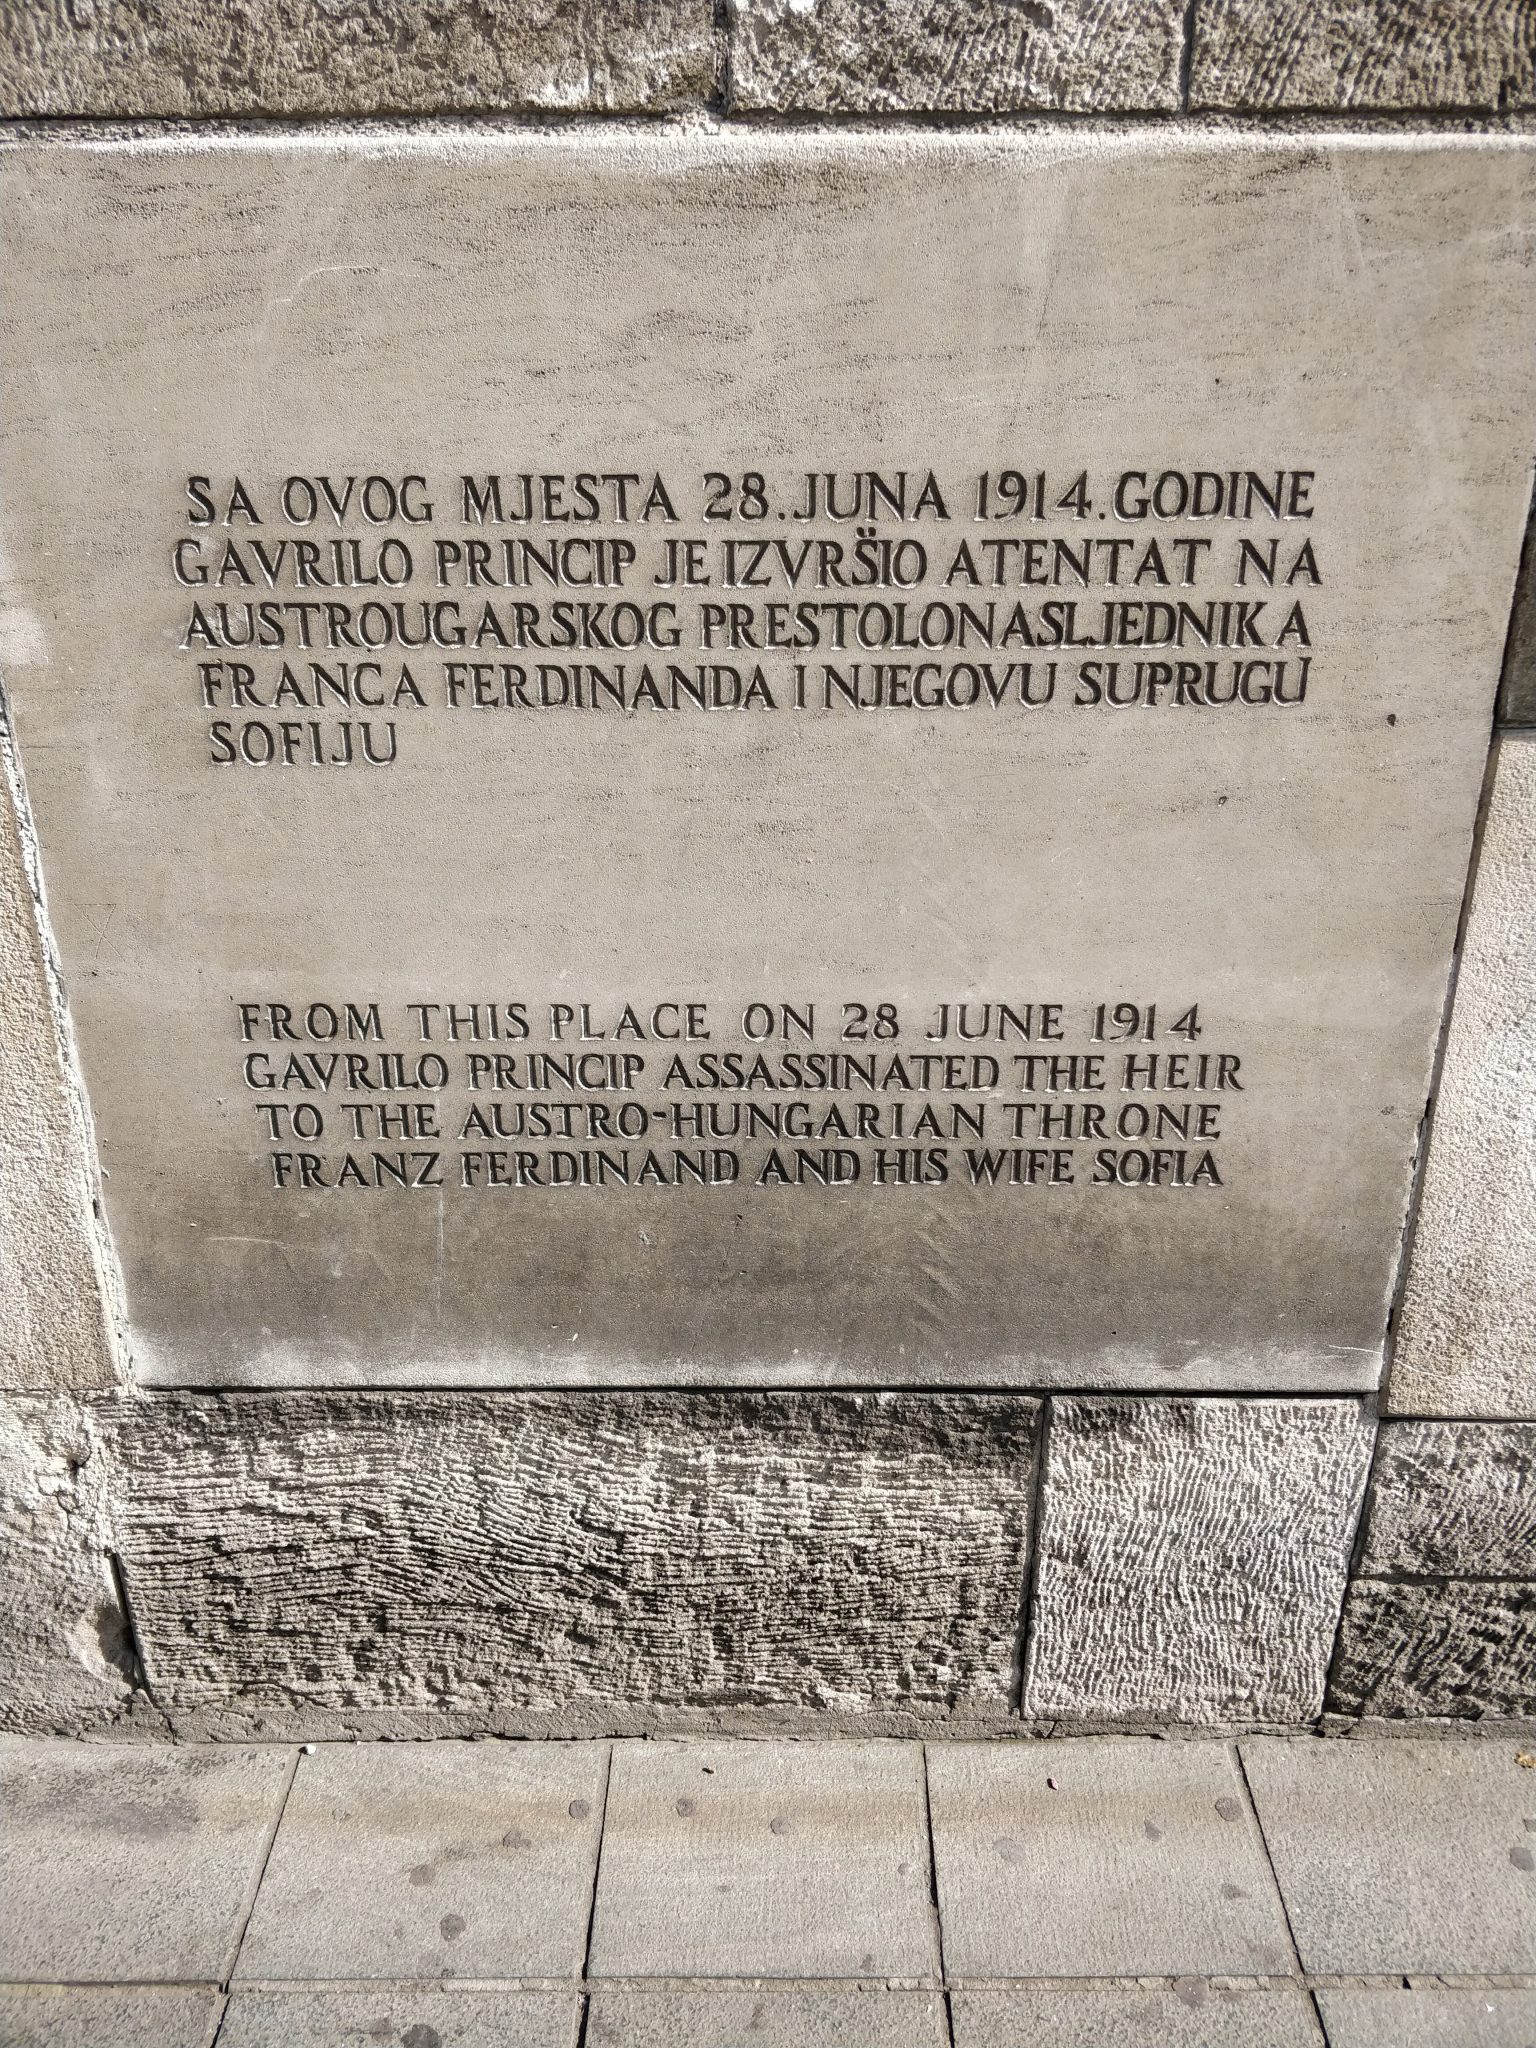 SA OVOG MJESTA 28. JUNA 1914. GODINE
GAVRILO PRINCIP JE IZVRŠIO ATENTAT NA
AUSTROUGARSKOG PRESTOLONASLJEDNIKA
FRANCA FERDINANDA I NJEGOVU SUPRUGU
SOFIJU
FROM THIS PLACE ON 28 JUNE 1914
GAVRILO PRINCIP ASSASSINATED THE HEIR
TO THE AUSTRO-HUNGARIAN THRONE
FRANZ FERDINAND AND HIS WIFE SOFIA